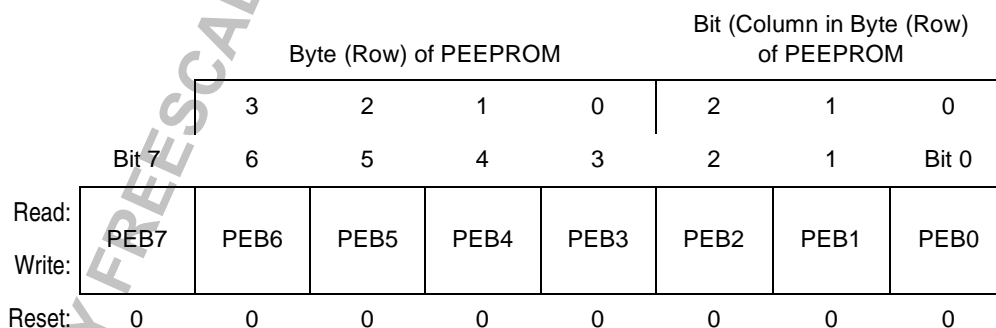 Bit (Column in Byte (Row)
Byte (Row) of PEEPROM of PEEPROM
3 2 1 0 2 1 0
Bit 7 6 5 4 3 2 1 Bit 0
Read:
PEB7 PEB6 PEB5 PEB4 PEB3 PEB2 PEB1 PEB0
Write:
Reset: 0 0 0 0 0 0 0 0
Y FREESCA